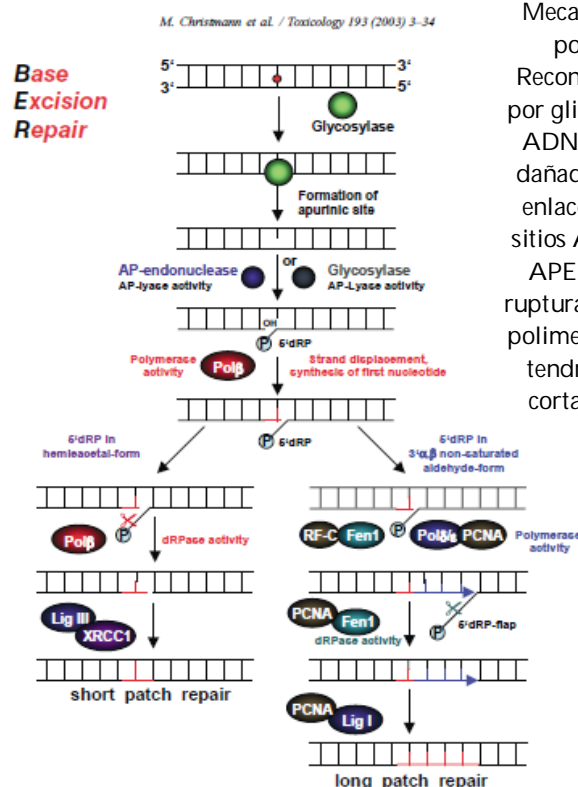 M. Christmann et al. / Toxicology 193 (2003) 3–34
Base
Excision
Repair
5' 3'
3' 5'
Glycosylase
Formation of
apurinic site
or
AP-endonuclease
AP-lyase activity
Glycosylase
AP-Lyase activity
OH
P 5'dRP
Polymerase
activity
Polβ
Strand displacement,
synthesis of first nucleotide
P 5'dRP
5'dRP in
hemiacetal-form
5'dRP in
3'α,β non-saturated
aldehyde-form
P
Polβ
dRPase activity
Lig III
XRCC1
short patch repair
P
RF-C Fen1 Polδ/ε PCNA
Polymerase
activity
PCNA
Fen1
dRPase activity
P
5'dRP-flap
PCNA
Lig I
long patch repair
Meca
po
Recon
por gli
ADN
dañac
enlace
sitios A
APE
ruptura
polime
tendr
corta